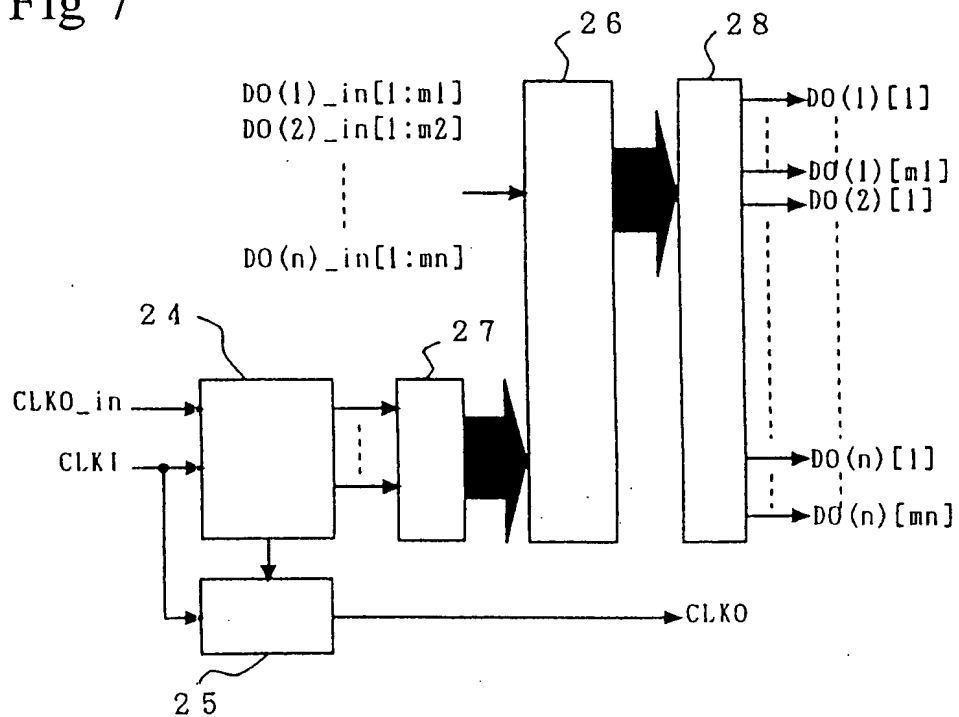 Fig 7
26
28
DO(1)_in[1:m1]
DO(2)_in[1:m2]
DO(n)_in[1:mn]
DO(1)[1]
DO(1)[m1]
DO(2)[1]
24
27
CLKO_in
CLKI
DO(n)[1]
DO(n)[mn]
CLKO
25